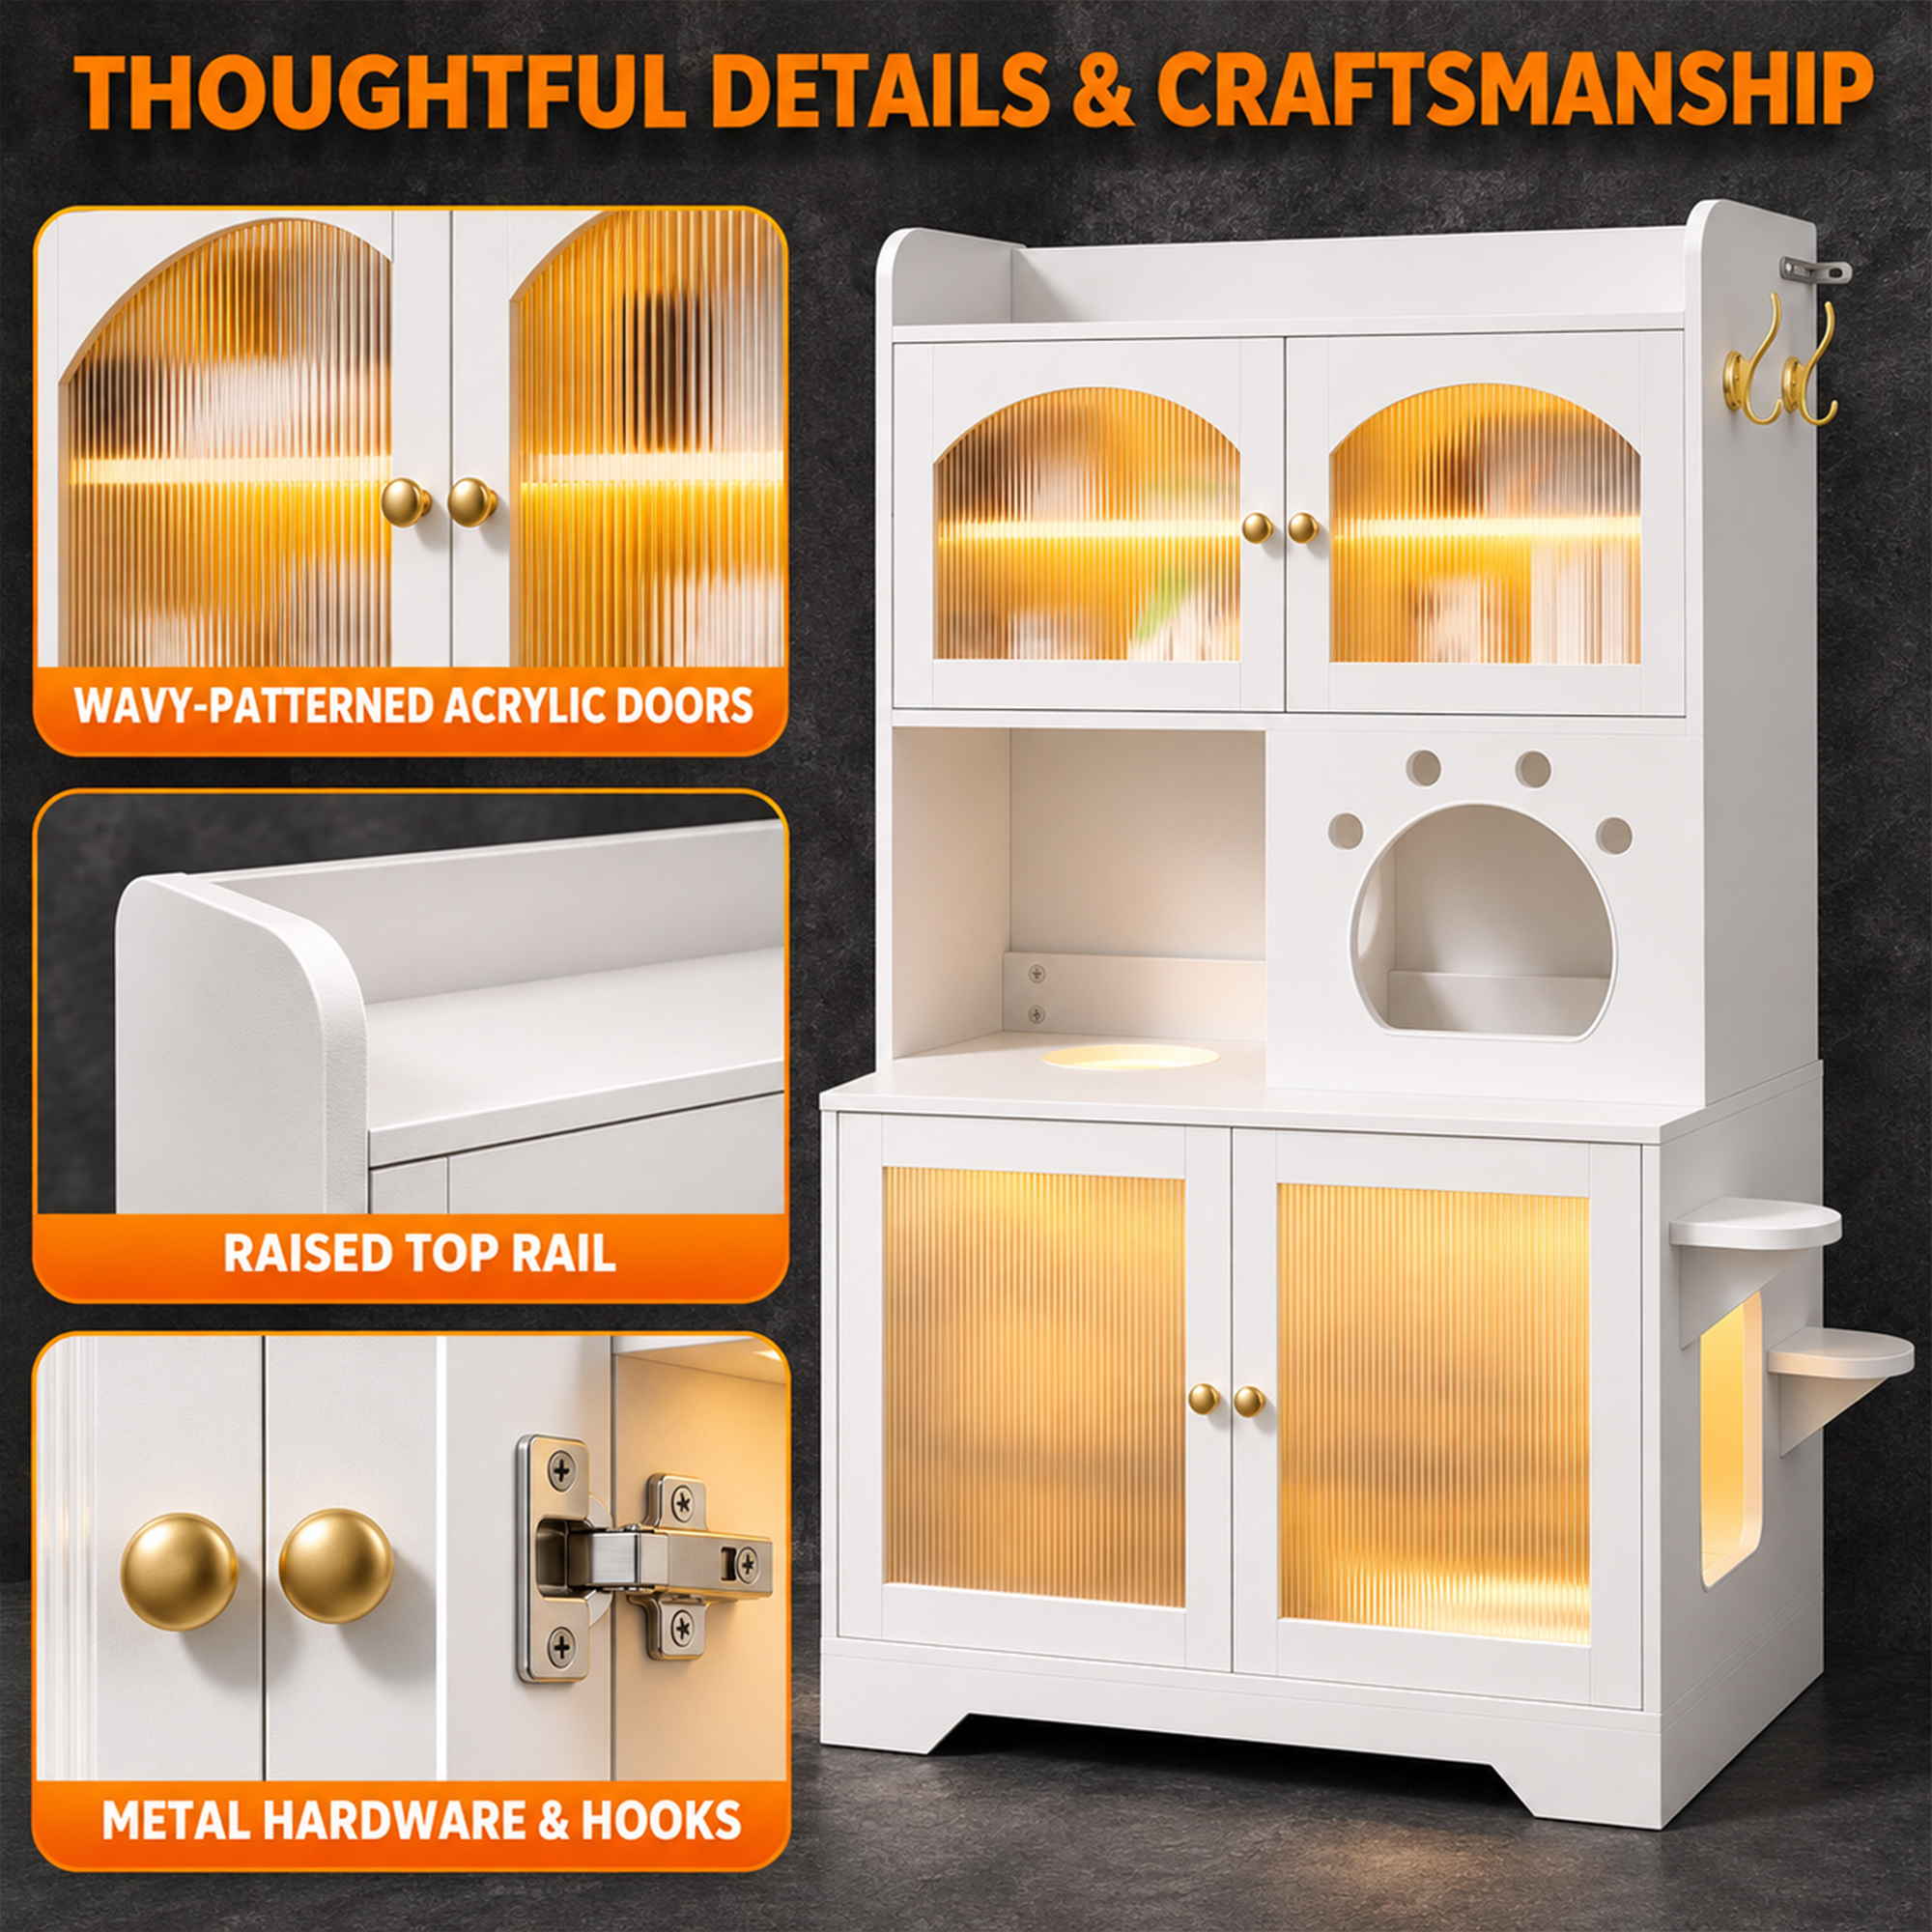 THOUGHTFUL DETAILS & CRAFTSMANSHIP
WAVY-PATTERNED ACRYLIC DOORS
RAISED TOP RAIL
METAL HARDWARE & HOOKS